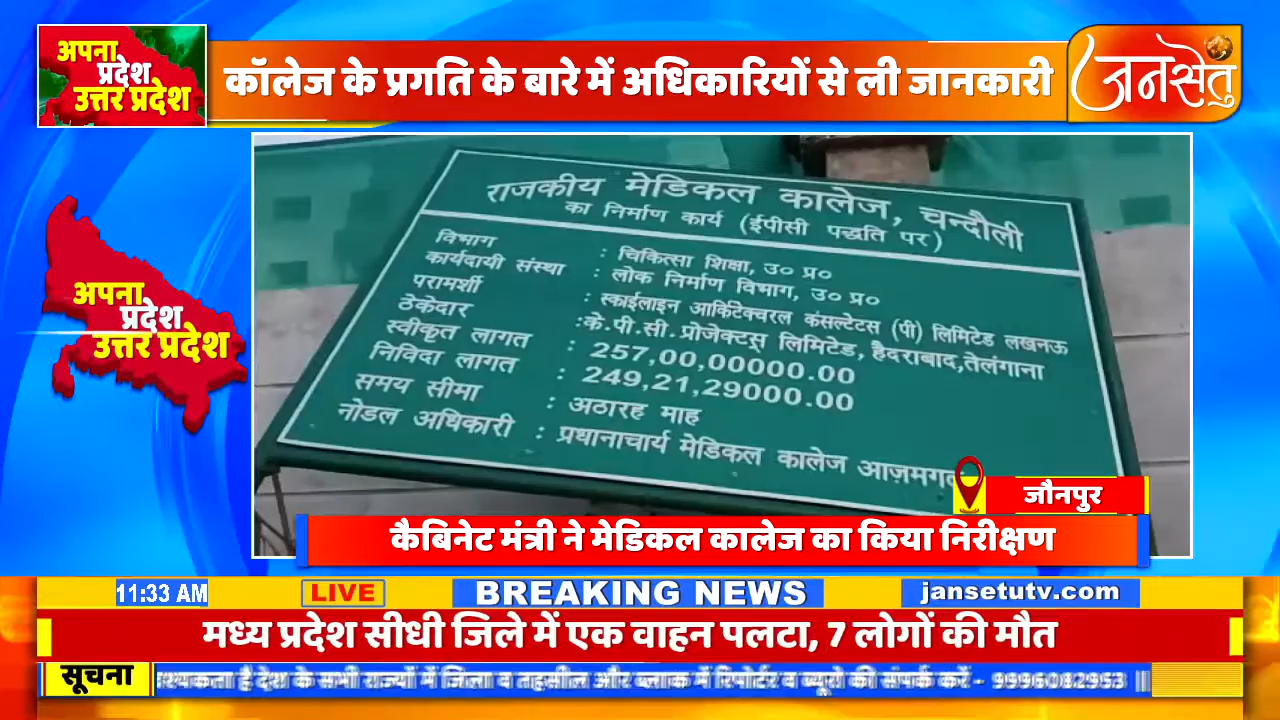 अपना
प्रदेश
उत्तर प्रदेश
कॉलेज के प्रगति के बारे में अधिकारियों से ली जानकारी
जनसेतु
राजकीय मेडिकल कालेज, चन्दौली
का निर्माण कार्य (ईपीसी पद्धति पर)
विभाग : चिकित्सा शिक्षा, उ० प्र०
कार्यदायी संस्था : लोक निर्माण विभाग, उ० प्र०
परामर्शी : स्काईलाइन आर्किटेक्चरल कंसल्टेटस (पी) लिमिटेड लखनऊ
ठेकेदार :के.पी.सी.प्रोजेक्ट्स् लिमिटेड, हैदराबाद,तेलंगाना
स्वीकृत लागत : 257,00,00000.00
निविदा लागत : 249,21,29000.00
समय सीमा : अठारह माह
नोडल अधिकारी : प्रधानाचार्य मेडिकल कालेज
अपना
प्रदेश
उत्तर प्रदेश
जौनपुर
कैबिनेट मंत्री ने मेडिकल कालेज का किया निरीक्षण
11:33 AM LIVE BREAKING NEWS jansetutv.com
मध्य प्रदेश सीधी जिले में एक वाहन पलटा, 7 लोगों की मौत
सूचना है देश के सभी राज्यों में जिला व तहसील और ब्लाक में रिपोर्टर व ब्यूरो की संपर्क करें - 9996082953 ||